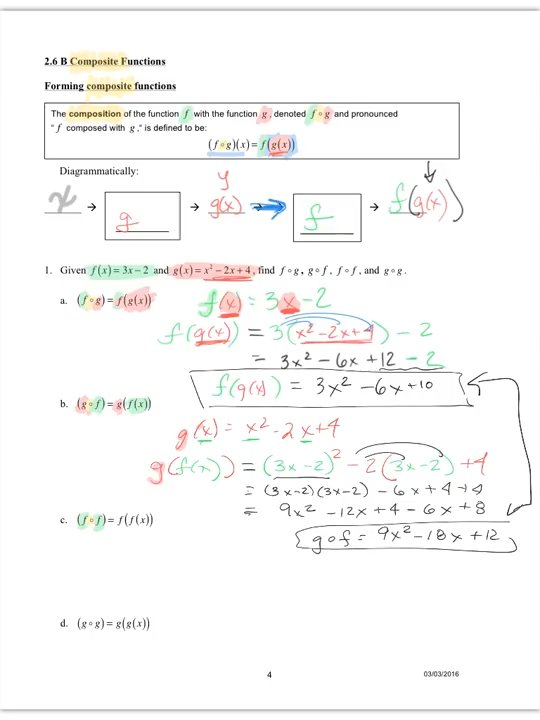 2.6 B Composite Functions
Forming composite functions
The composition of the function f with the function g, denoted f ∘ g and pronounced
“ f composed with g,” is defined to be:
(f ∘ g)(x) = f(g(x))
Diagrammatically:
y
x → g → g(x) → f → f(g(x))
1. Given f(x) = 3x − 2 and g(x) = x² − 2x + 4, find f ∘ g, g ∘ f, f ∘ f, and g ∘ g.
a. (f ∘ g) = f(g(x))
f(x) = 3x − 2
f(g(x)) = 3(x² − 2x + 4) − 2
= 3x² − 6x + 12 − 2
f(g(x)) = 3x² − 6x + 10
b. (g ∘ f) = g(f(x))
g(x) = x² − 2x + 4
g(f(x)) = (3x − 2)² − 2(3x − 2) + 4
= (3x − 2)(3x − 2) − 6x + 4 + 4
= 9x² − 12x + 4 − 6x + 8
c. (f ∘ f) = f(f(x))
g∘f = 9x² − 18x + 12
d. (g ∘ g) = g(g(x))
4
03/03/2016